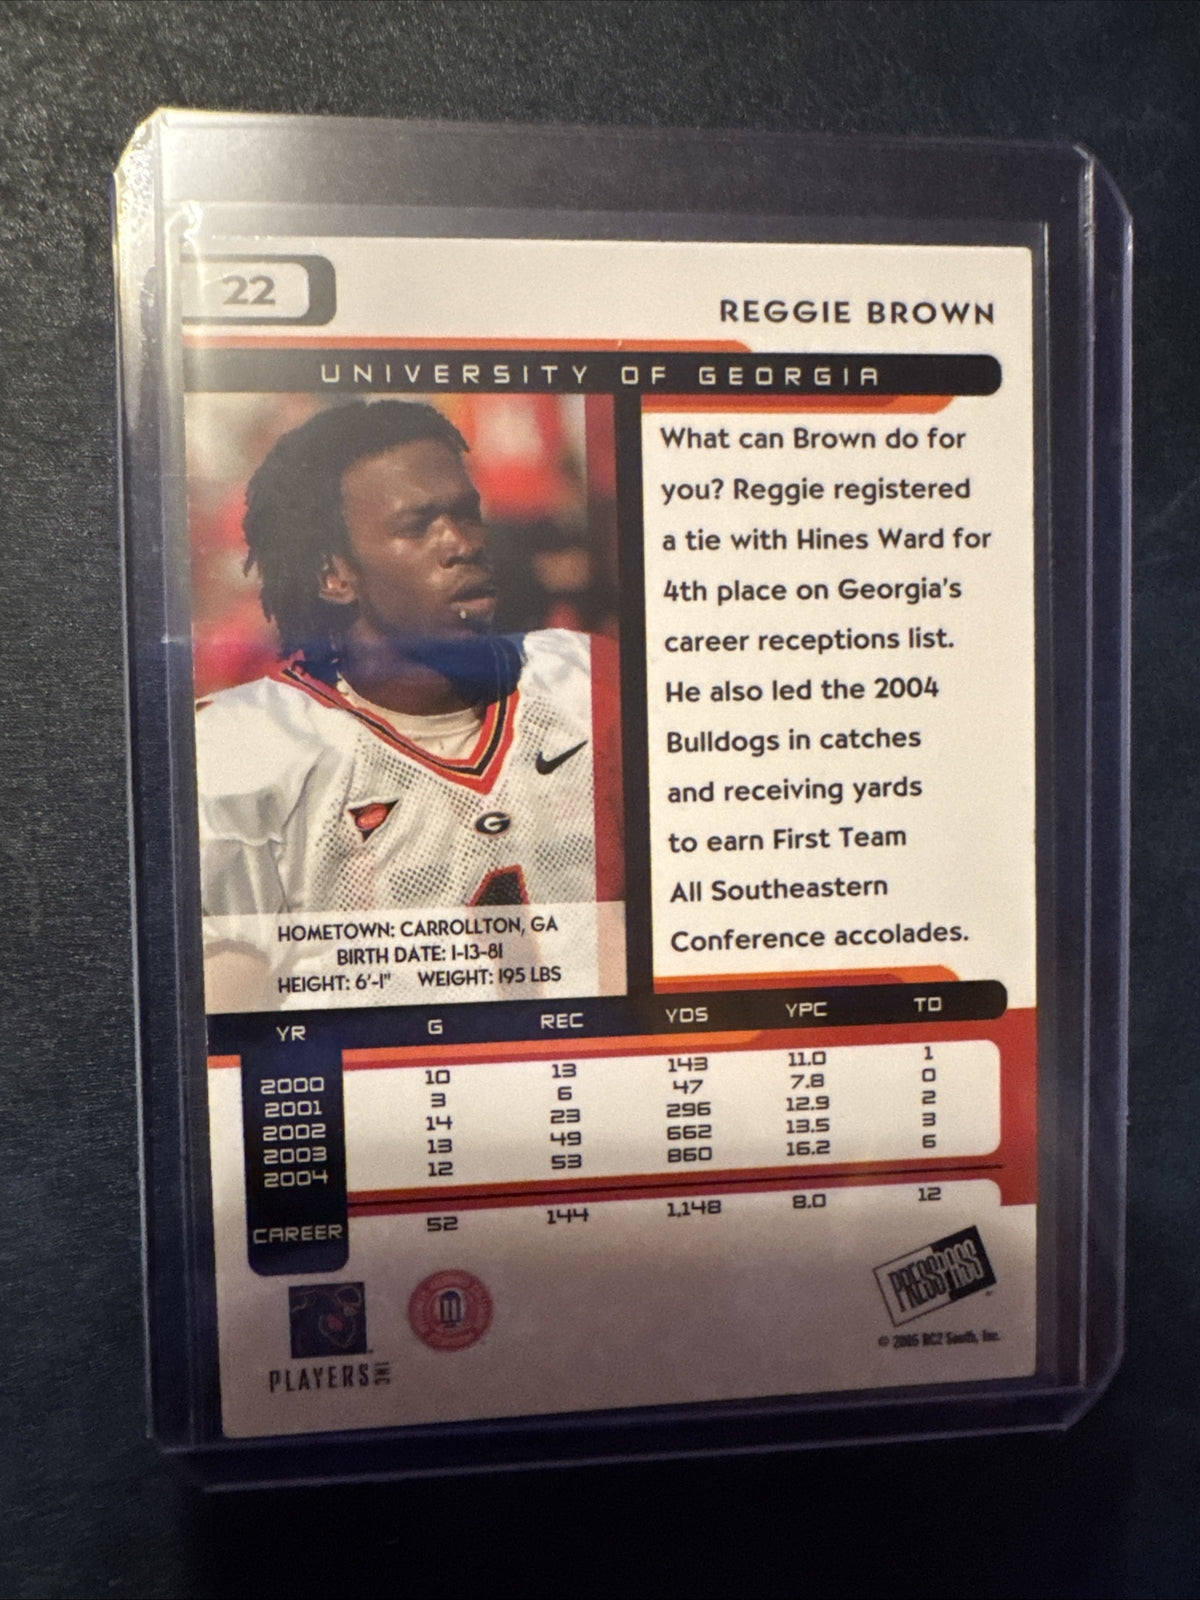 22
REGGIE BROWN
UNIVERSITY OF GEORGIA
What can Brown do for
you? Reggie registered
a tie with Hines Ward for
4th place on Georgia's
career receptions list.
He also led the 2004
Bulldogs in catches
and receiving yards
to earn First Team
All Southeastern
Conference accolades.
G
HOMETOWN: CARROLLTON, GA
BIRTH DATE: 1-13-81
HEIGHT: 6'-1" WEIGHT: 195 LBS
YR G REC YDS YPC TD
2000 10 13 143 11.0 1
2001 3 6 47 7.8 0
2002 14 23 296 12.9 2
2003 13 49 662 13.5 3
2004 12 53 860 16.2 6
CAREER 52 144 1,148 8.0 12
PRESS PASS
PLAYERS INC
© 2005 RC2 South, Inc.